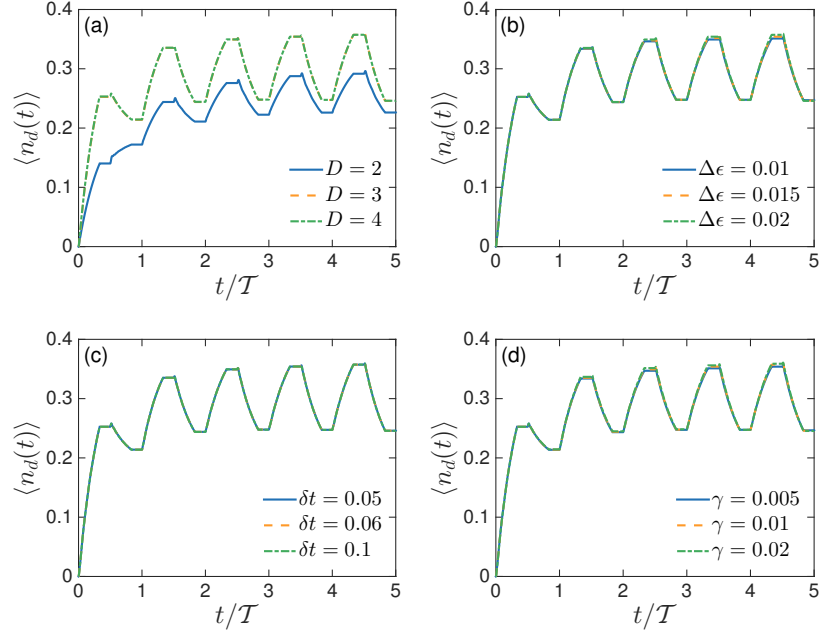 (a)
⟨n_d(t)⟩
0.4
0.3
0.2
0.1
0
D = 2
D = 3
D = 4
0 1 2 3 4 5
t/𝒯
(b)
⟨n_d(t)⟩
0.4
0.3
0.2
0.1
0
Δϵ = 0.01
Δϵ = 0.015
Δϵ = 0.02
0 1 2 3 4 5
t/𝒯
(c)
⟨n_d(t)⟩
0.4
0.3
0.2
0.1
0
δt = 0.05
δt = 0.06
δt = 0.1
0 1 2 3 4 5
t/𝒯
(d)
⟨n_d(t)⟩
0.4
0.3
0.2
0.1
0
γ = 0.005
γ = 0.01
γ = 0.02
0 1 2 3 4 5
t/𝒯